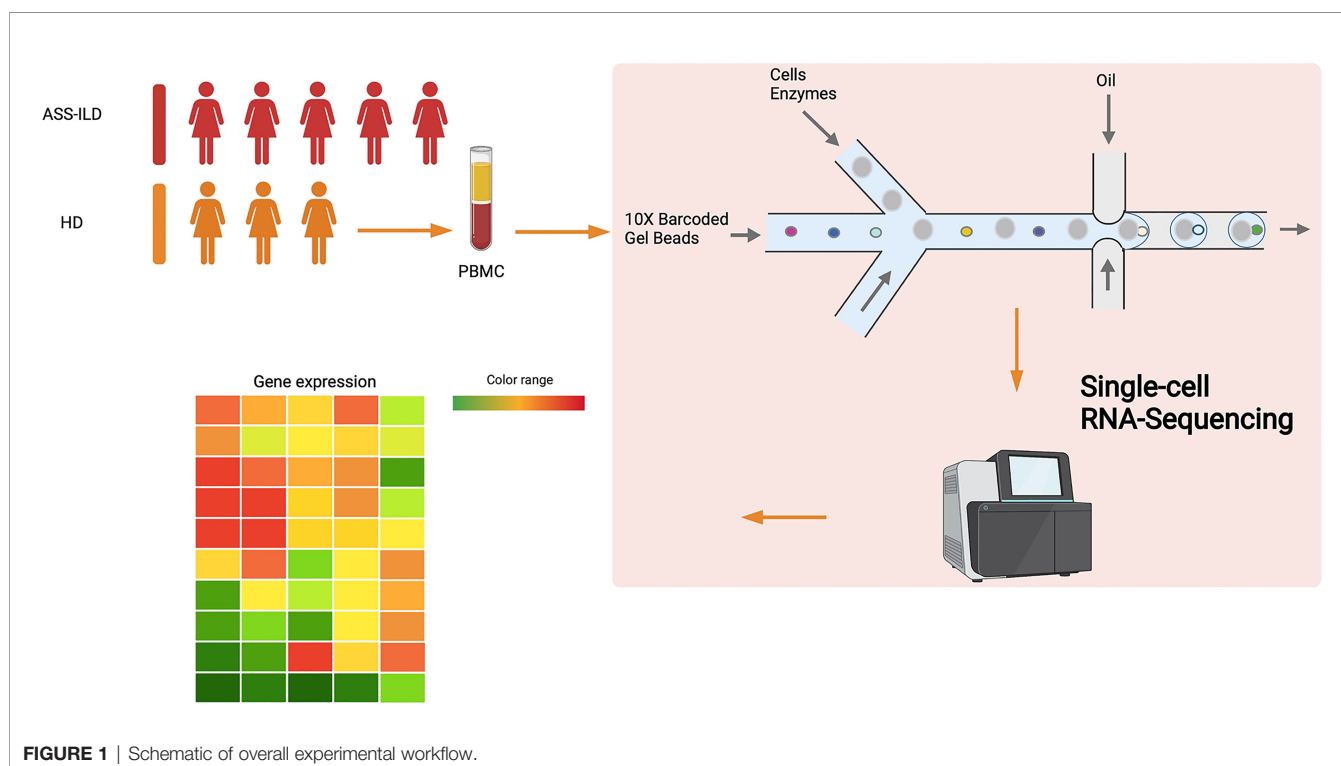 ASS-ILD
HD
PBMC
Cells
Enzymes
Oil
10X Barcoded
Gel Beads
Single-cell
RNA-Sequencing
Gene expression
Color range
FIGURE 1 | Schematic of overall experimental workflow.